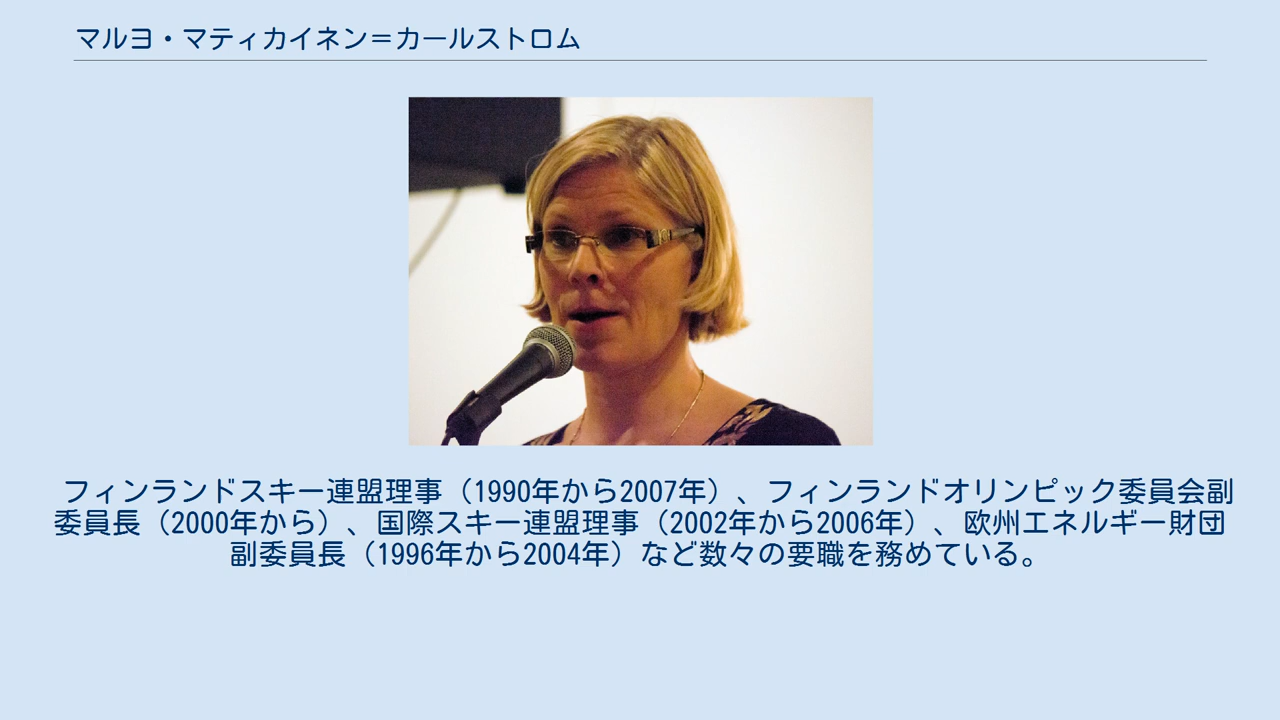 マルヨ・マティカイネン＝カールストロム
フィンランドスキー連盟理事（1990年から2007年）、フィンランドオリンピック委員会副
委員長（2000年から）、国際スキー連盟理事（2002年から2006年）、欧州エネルギー財団
副委員長（1996年から2004年）など数々の要職を務めている。